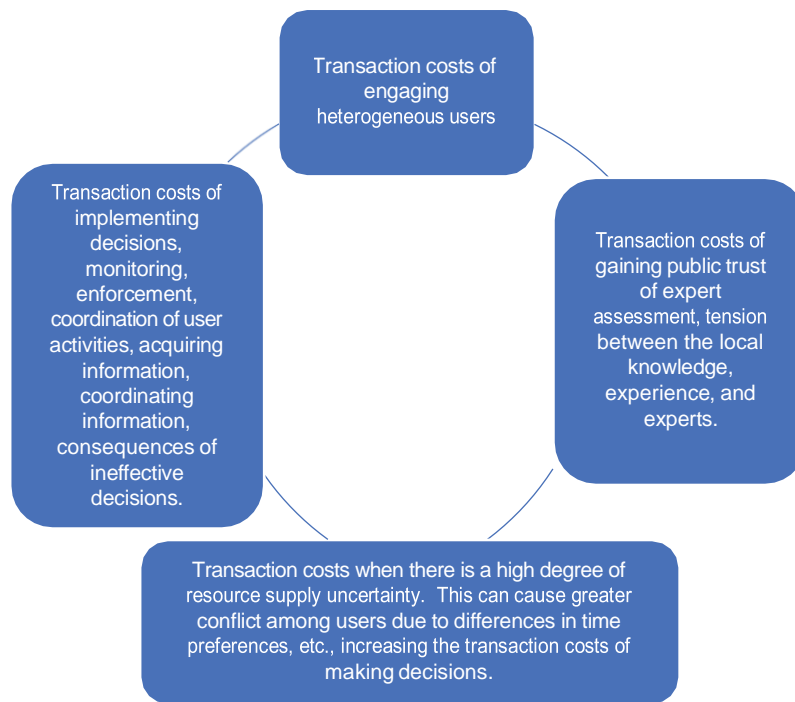 Transaction costs of
engaging
heterogeneous users
Transaction costs of
implementing
decisions,
monitoring,
enforcement,
coordination of user
activities, acquiring
information,
coordinating
information,
consequences of
ineffective
decisions.
Transaction costs of
gaining public trust
of expert
assessment, tension
between the local
knowledge,
experience, and
experts.
Transaction costs when there is a high degree of
resource supply uncertainty.  This can cause greater
conflict among users due to differences in time
preferences, etc., increasing the transaction costs of
making decisions.